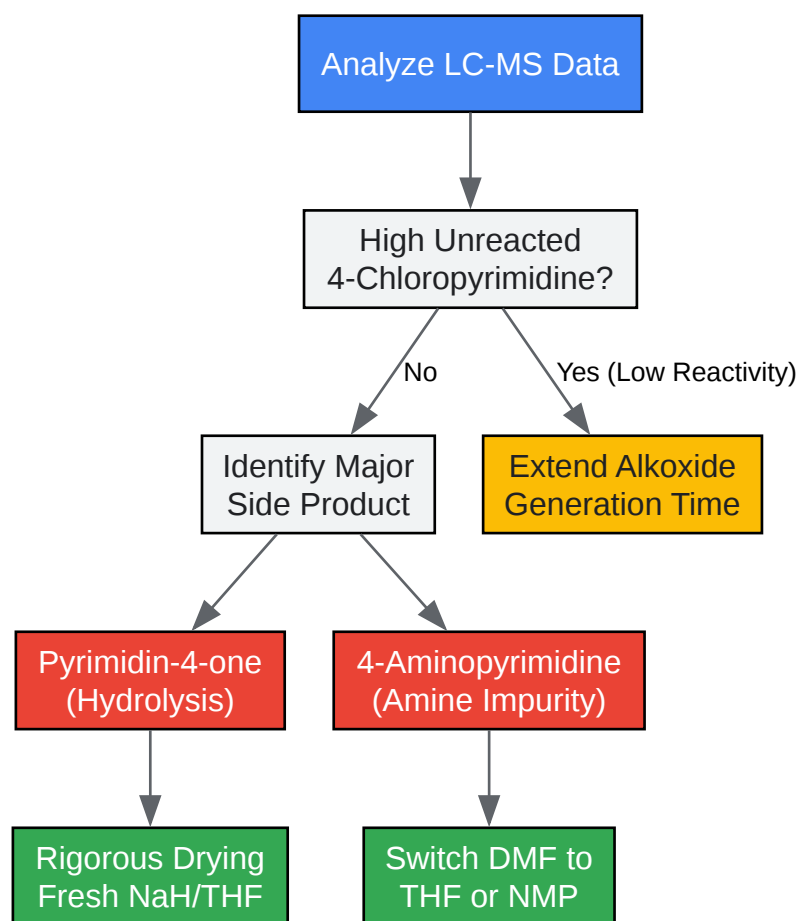 Analyze LC-MS Data
High Unreacted
4-Chloropyrimidine?
No
Yes (Low Reactivity)
Identify Major
Side Product
Extend Alkoxide
Generation Time
Pyrimidin-4-one
(Hydrolysis)
4-Aminopyrimidine
(Amine Impurity)
Rigorous Drying
Fresh NaH/THF
Switch DMF to
THF or NMP